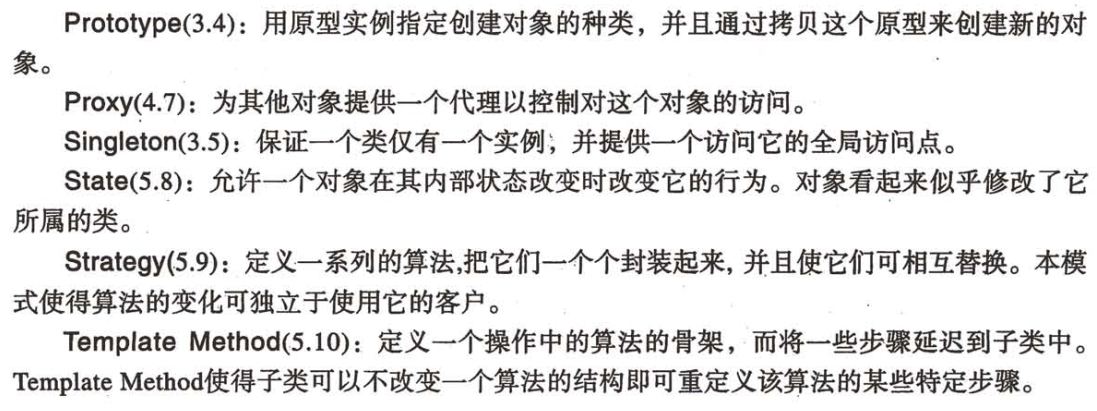 Prototype(3.4)：用原型实例指定创建对象的种类，并且通过拷贝这个原型来创建新的对
象。
Proxy(4.7)：为其他对象提供一个代理以控制对这个对象的访问。
Singleton(3.5)：保证一个类仅有一个实例，并提供一个访问它的全局访问点。
State(5.8)：允许一个对象在其内部状态改变时改变它的行为。对象看起来似乎修改了它
所属的类。
Strategy(5.9)：定义一系列的算法,把它们一个个封装起来, 并且使它们可相互替换。本模
式使得算法的变化可独立于使用它的客户。
Template Method(5.10)：定义一个操作中的算法的骨架，而将一些步骤延迟到子类中。
Template Method使得子类可以不改变一个算法的结构即可重定义该算法的某些特定步骤。